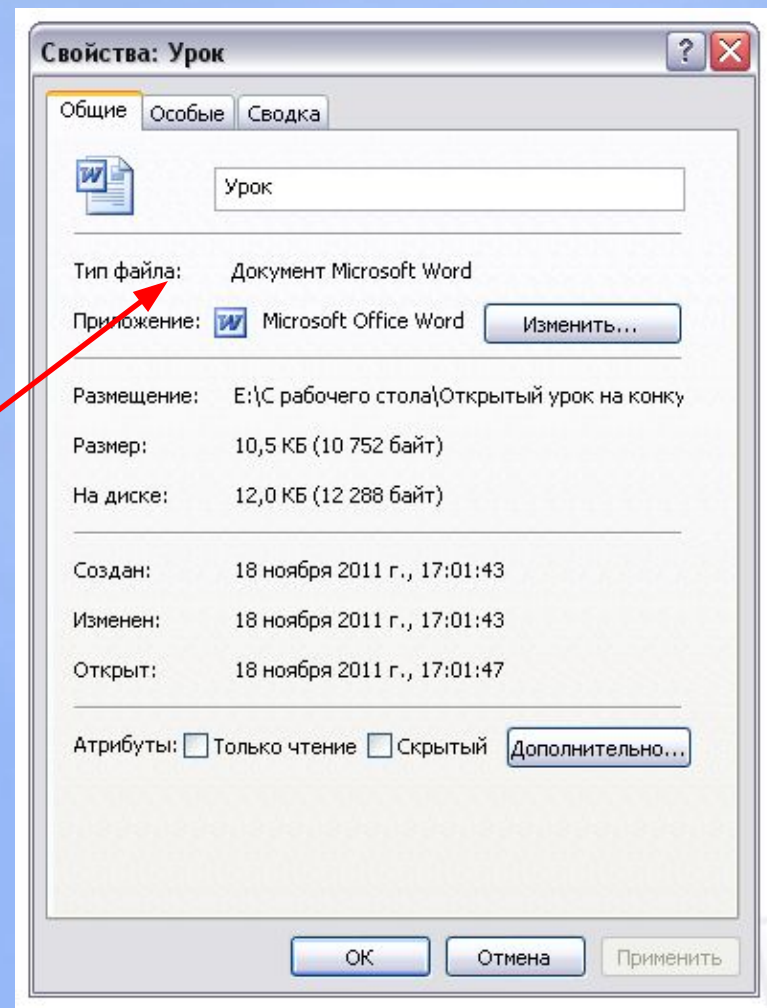 Свойства: Урок
Общие Особые Сводка
Урок
Тип файла: Документ Microsoft Word
Приложение: Microsoft Office Word Изменить...
Размещение: E:\С рабочего стола\Открытый урок на конку
Размер: 10,5 КБ (10 752 байт)
На диске: 12,0 КБ (12 288 байт)
Создан: 18 ноября 2011 г., 17:01:43
Изменен: 18 ноября 2011 г., 17:01:43
Открыт: 18 ноября 2011 г., 17:01:47
Атрибуты: Только чтение Скрытый Дополнительно...
ОК Отмена Применить